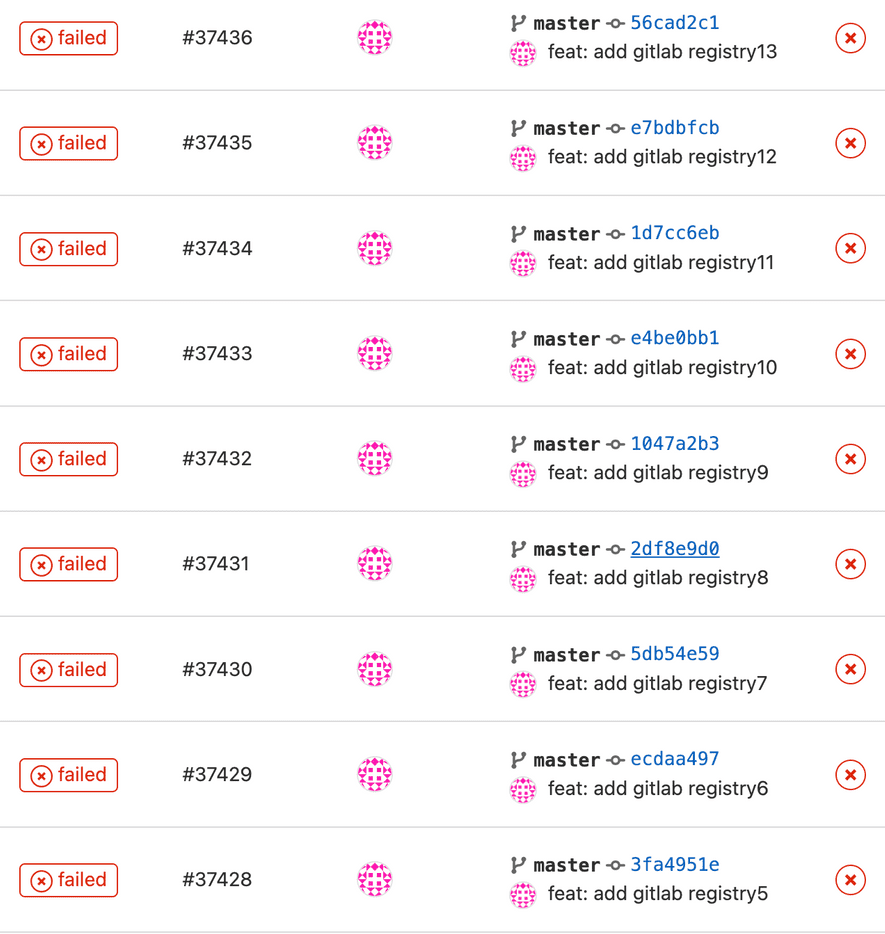 failed #37436 master 56cad2c1
feat: add gitlab registry13
failed #37435 master e7bdbfcb
feat: add gitlab registry12
failed #37434 master 1d7cc6eb
feat: add gitlab registry11
failed #37433 master e4be0bb1
feat: add gitlab registry10
failed #37432 master 1047a2b3
feat: add gitlab registry9
failed #37431 master 2df8e9d0
feat: add gitlab registry8
failed #37430 master 5db54e59
feat: add gitlab registry7
failed #37429 master ecdaa497
feat: add gitlab registry6
failed #37428 master 3fa4951e
feat: add gitlab registry5